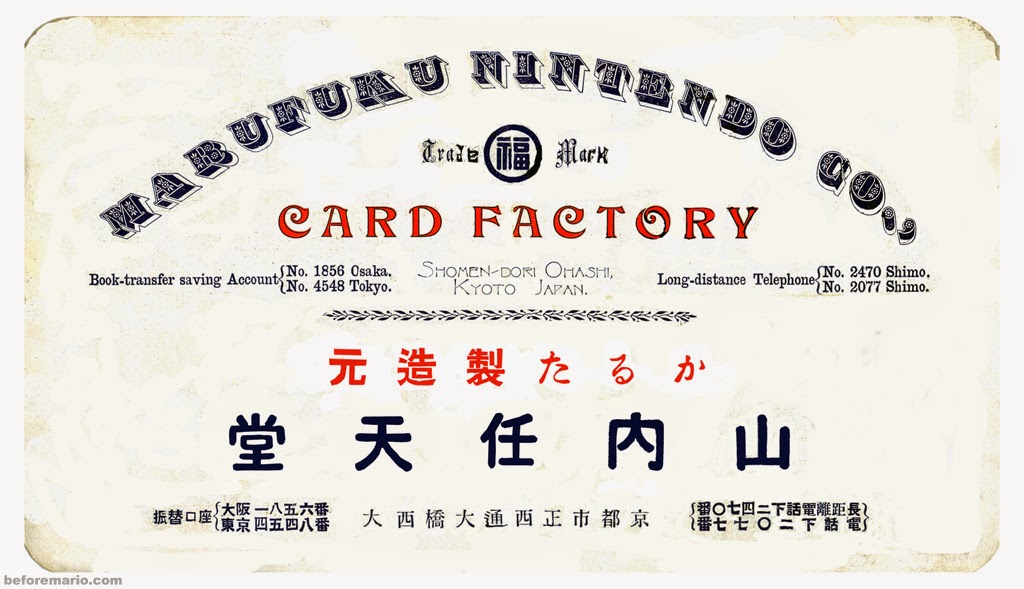 MARUFUKU NINTENDO CO.,
Trade 福 Mark
CARD FACTORY
Book-transfer saving Account {No. 1856 Osaka.
{No. 4548 Tokyo.
SHOMEN-DORI OHASHI,
KYOTO JAPAN.
Long-distance Telephone {No. 2470 Shimo.
{No. 2077 Shimo.
かるた製造元
山内任天堂
長距離電話下二四七〇番
電話下二〇七七番
京都市正西通大橋西大
振替口座{大阪一八五六番
{東京四五四八番
beforemario.com